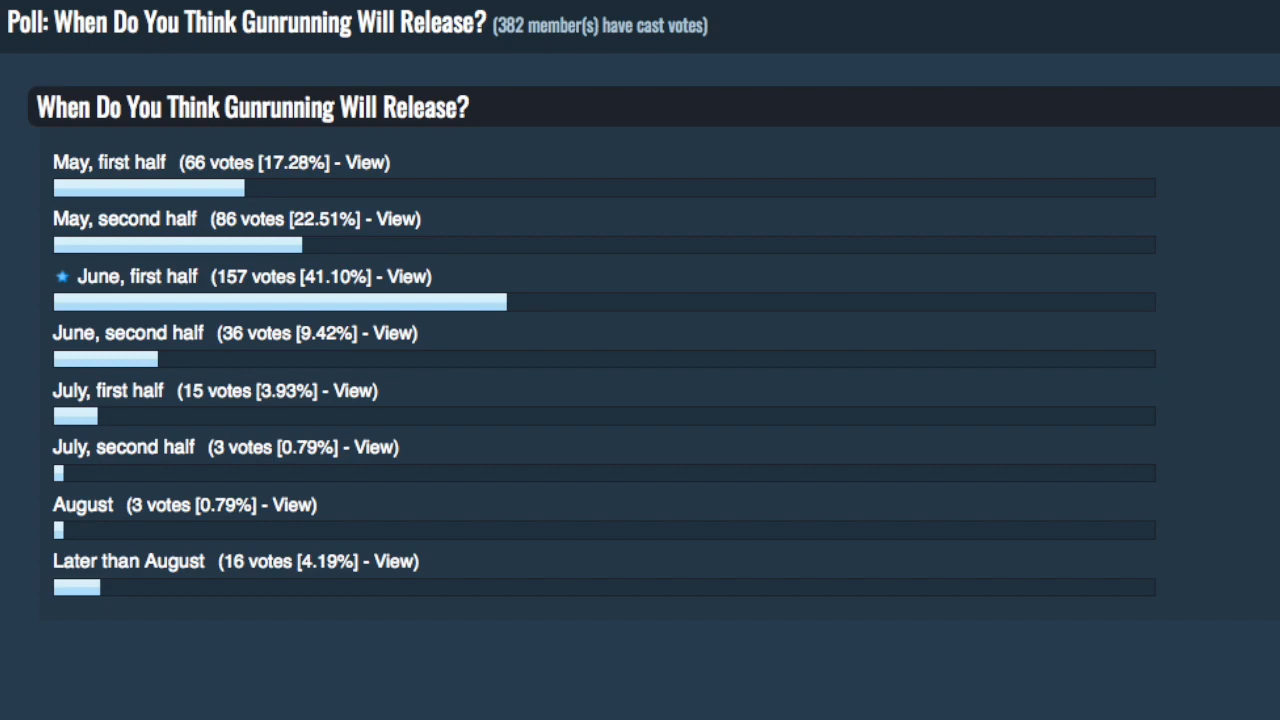 Poll: When Do You Think Gunrunning Will Release? (382 member(s) have cast votes)
When Do You Think Gunrunning Will Release?
May, first half (66 votes [17.28%] - View)
May, second half (86 votes [22.51%] - View)
June, first half (157 votes [41.10%] - View)
June, second half (36 votes [9.42%] - View)
July, first half (15 votes [3.93%] - View)
July, second half (3 votes [0.79%] - View)
August (3 votes [0.79%] - View)
Later than August (16 votes [4.19%] - View)